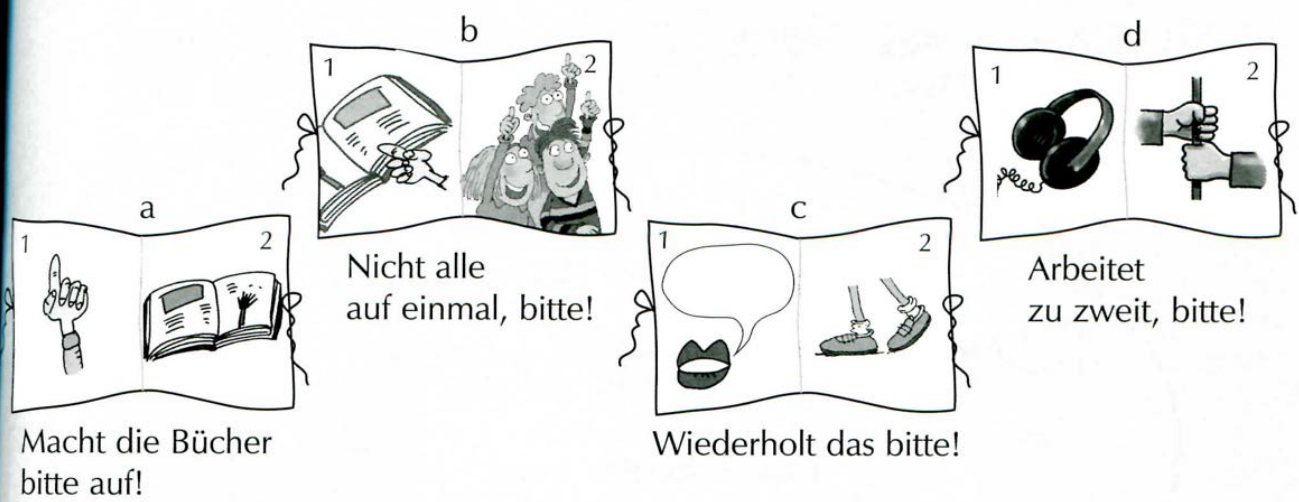 a
1
2
Macht die Bücher
bitte auf!
b
1
2
Nicht alle
auf einmal, bitte!
c
1
2
Wiederholt das bitte!
d
1
2
Arbeitet
zu zweit, bitte!